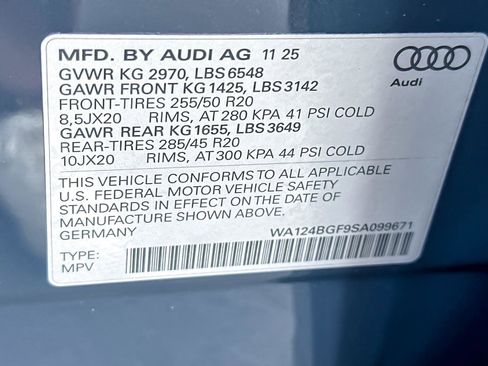 MFD. BY AUDI AG 11 25
GVWR KG 2970, LBS 6548
GAWR FRONT KG 1425, LBS 3142
FRONT-TIRES 255/50 R20
8,5JX20 RIMS, AT 280 KPA 41 PSI COLD
GAWR REAR KG 1655, LBS 3649
REAR-TIRES 285/45 R20
10JX20 RIMS, AT 300 KPA 44 PSI COLD
Audi
THIS VEHICLE CONFORMS TO ALL APPLICABLE
U.S. FEDERAL MOTOR VEHICLE SAFETY
STANDARDS IN EFFECT ON THE DATE OF
MANUFACTURE SHOWN ABOVE.
GERMANY
WA124BGF9SA099671
TYPE:
MPV